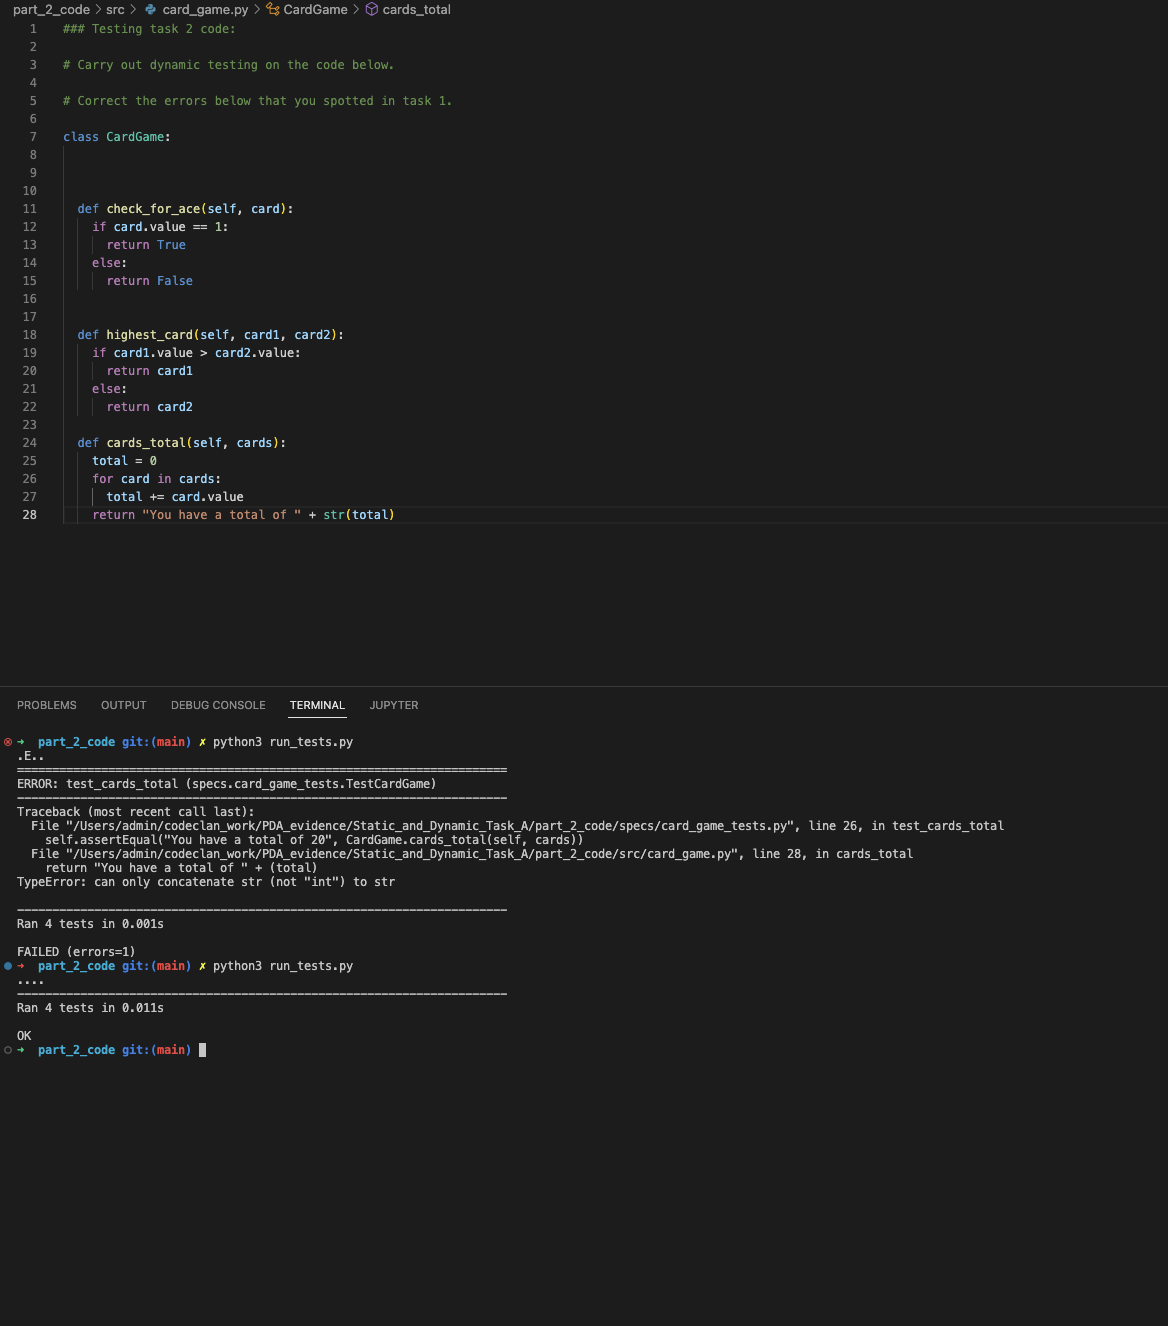 part_2_code > src > card_game.py > CardGame > cards_total
1 ### Testing task 2 code:
2
3 # Carry out dynamic testing on the code below.
4
5 # Correct the errors below that you spotted in task 1.
6
7 class CardGame:
8
9
10
11   def check_for_ace(self, card):
12     if card.value == 1:
13       return True
14     else:
15       return False
16
17
18   def highest_card(self, card1, card2):
19     if card1.value > card2.value:
20       return card1
21     else:
22       return card2
23
24   def cards_total(self, cards):
25     total = 0
26     for card in cards:
27       total += card.value
28     return "You have a total of " + str(total)
PROBLEMS OUTPUT DEBUG CONSOLE TERMINAL JUPYTER
➜ part_2_code git:(main) ✗ python3 run_tests.py
.E..
======================================================================
ERROR: test_cards_total (specs.card_game_tests.TestCardGame)
----------------------------------------------------------------------
Traceback (most recent call last):
  File "/Users/admin/codeclan_work/PDA_evidence/Static_and_Dynamic_Task_A/part_2_code/specs/card_game_tests.py", line 26, in test_cards_total
    self.assertEqual("You have a total of 20", CardGame.cards_total(self, cards))
  File "/Users/admin/codeclan_work/PDA_evidence/Static_and_Dynamic_Task_A/part_2_code/src/card_game.py", line 28, in cards_total
    return "You have a total of " + (total)
TypeError: can only concatenate str (not "int") to str
----------------------------------------------------------------------
Ran 4 tests in 0.001s
FAILED (errors=1)
➜ part_2_code git:(main) ✗ python3 run_tests.py
....
----------------------------------------------------------------------
Ran 4 tests in 0.011s
OK
➜ part_2_code git:(main)